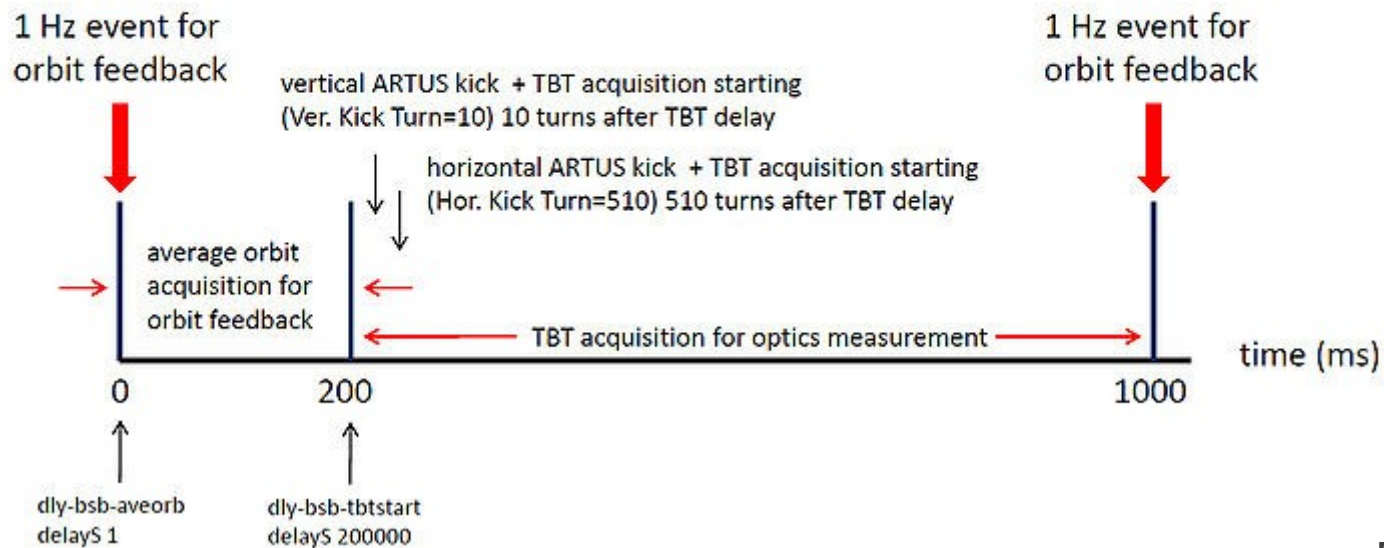 1 Hz event for
orbit feedback
1 Hz event for
orbit feedback
vertical ARTUS kick + TBT acquisition starting
(Ver. Kick Turn=10) 10 turns after TBT delay
horizontal ARTUS kick + TBT acquisition starting
(Hor. Kick Turn=510) 510 turns after TBT delay
average orbit
acquisition for
orbit feedback
TBT acquisition for optics measurement
time (ms)
0
200
1000
dly-bsb-aveorb
delayS 1
dly-bsb-tbtstart
delayS 200000